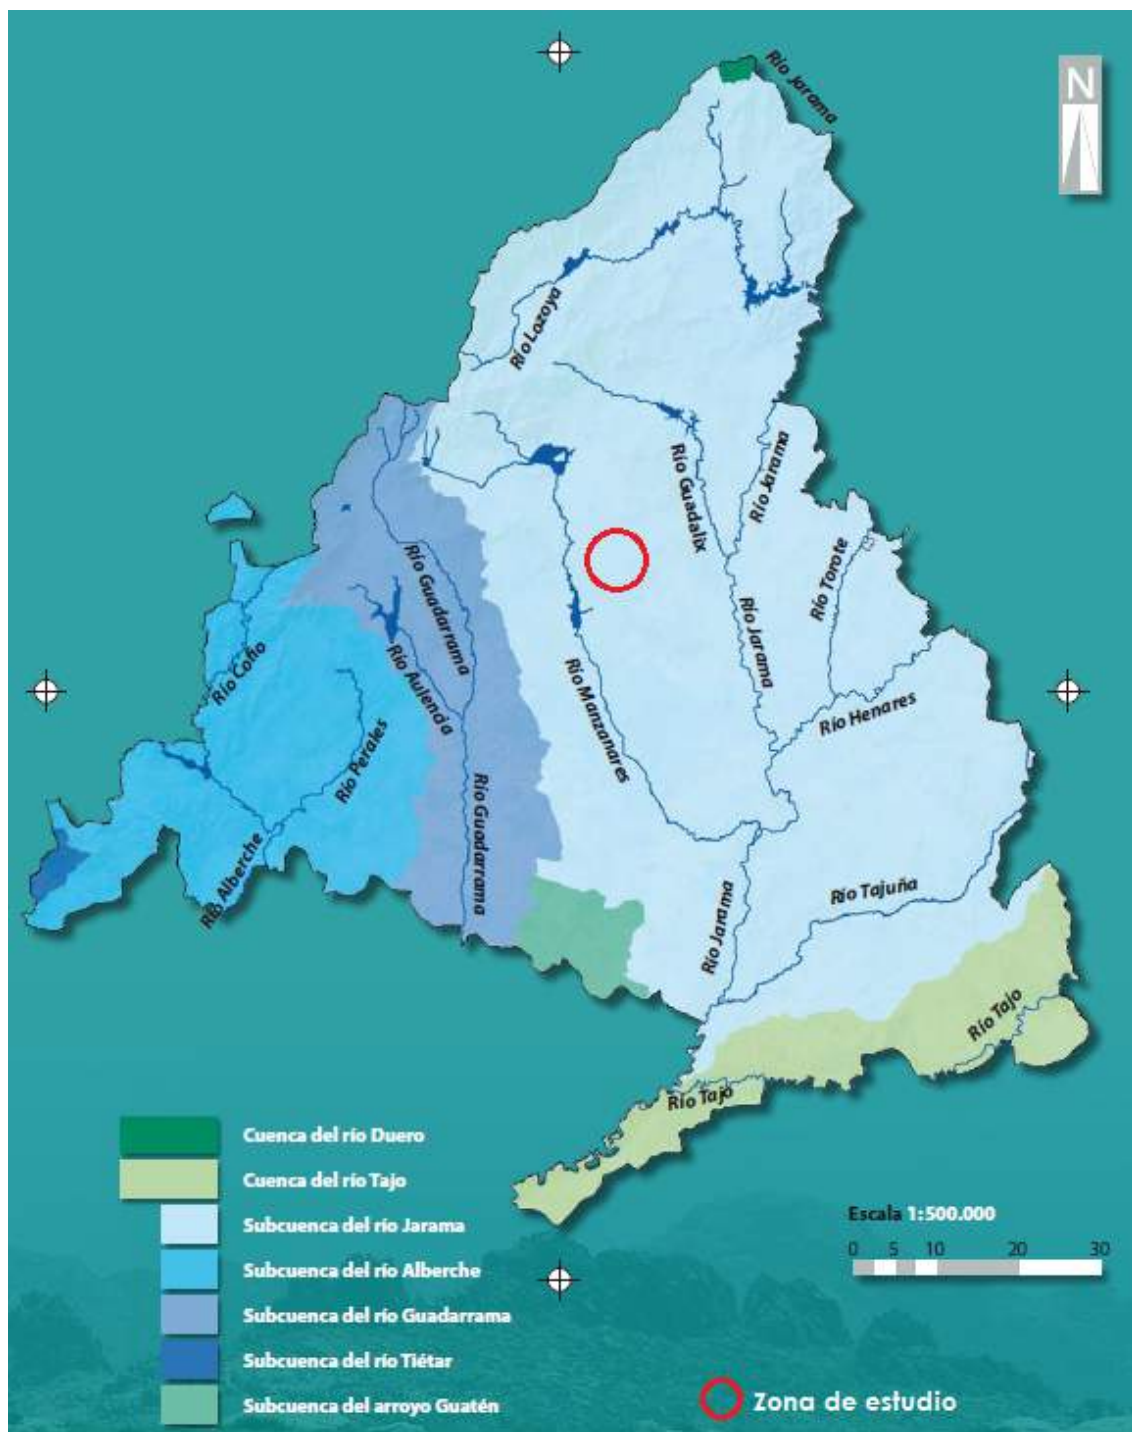 Río Jarama
N
Río Lozoya
Río Guadalix
Río Jarama
Río Torote
Río Guadarrama
Río Jarama
Río Cofio
Río Aulenda
Río Manzanares
Río Henares
Río Perales
Río Guadarrama
Río Alberche
Río Jarama
Río Tajuña
Río Tajo
Río Tajo
Cuenca del río Duero
Cuenca del río Tajo
Subcuenca del río Jarama
Subcuenca del río Alberche
Subcuenca del río Guadarrama
Subcuenca del río Tiétar
Subcuenca del arroyo Guatén
Escala 1:500.000
0 5 10 20 30
Zona de estudio